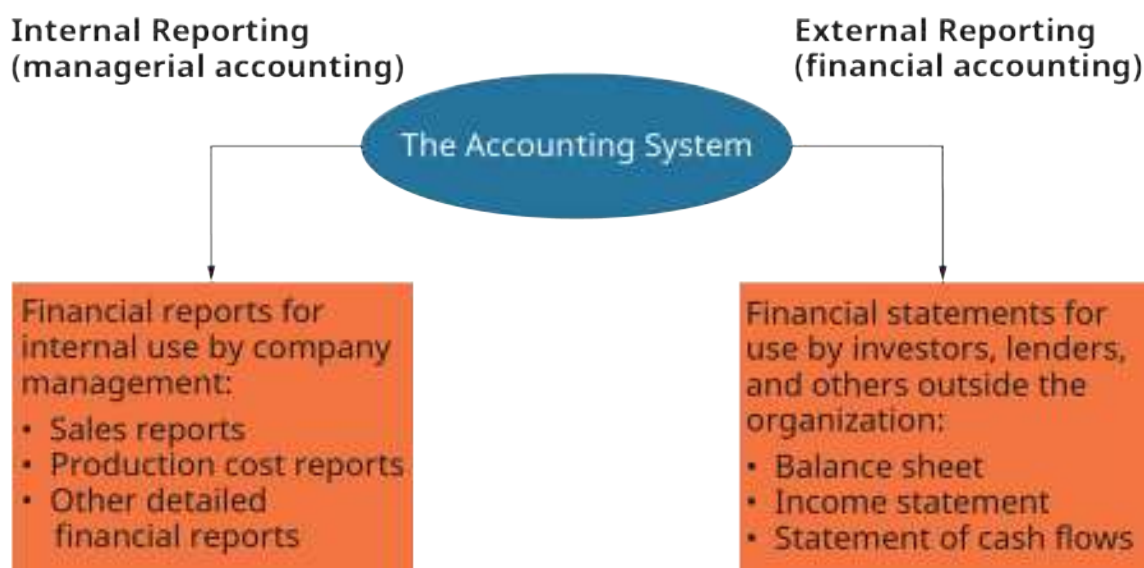 Internal Reporting
(managerial accounting)
External Reporting
(financial accounting)
The Accounting System
Financial reports for
internal use by company
management:
• Sales reports
• Production cost reports
• Other detailed
financial reports
Financial statements for
use by investors, lenders,
and others outside the
organization:
• Balance sheet
• Income statement
• Statement of cash flows